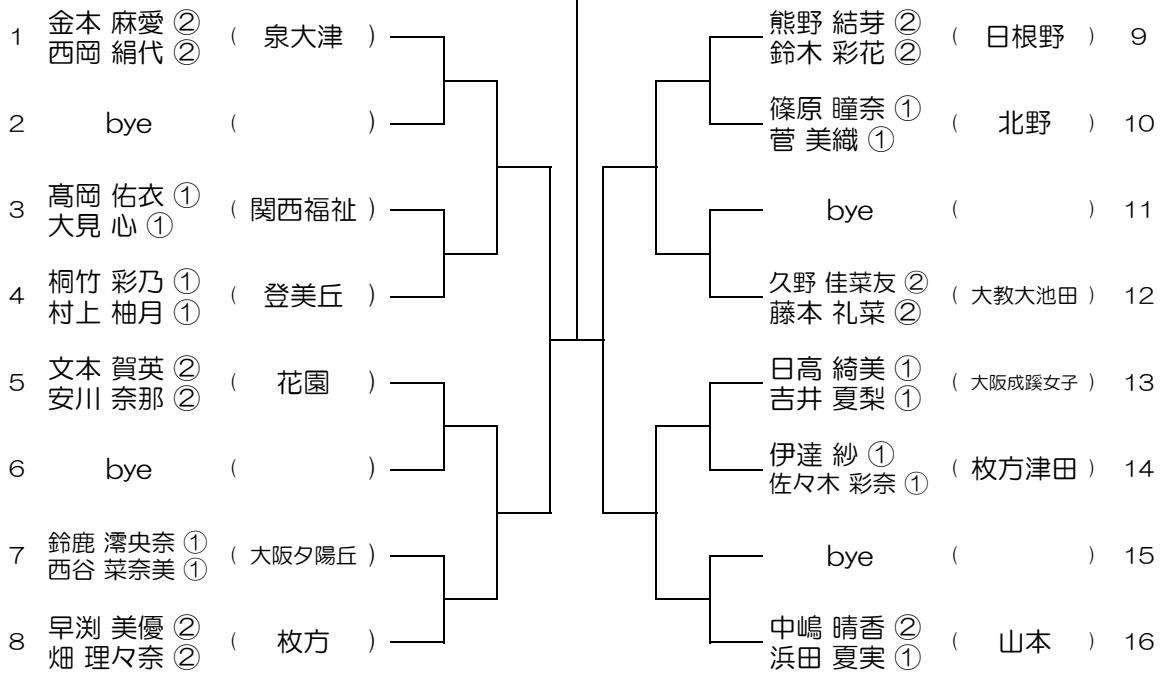 1 金本 麻愛 ② ( 泉大津 )
西岡 絹代 ②
2 bye ( )
3 髙岡 佑衣 ① ( 関西福祉 )
大見 心 ①
4 桐竹 彩乃 ① ( 登美丘 )
村上 柚月 ①
5 文本 賀英 ② ( 花園 )
安川 奈那 ②
6 bye ( )
7 鈴鹿 澪央奈 ① ( 大阪夕陽丘 )
西谷 菜奈美 ①
8 早渕 美優 ② ( 枚方 )
畑 理々奈 ②
熊野 結芽 ② ( 日根野 ) 9
鈴木 彩花 ②
篠原 瞳奈 ① ( 北野 ) 10
菅 美織 ①
bye ( ) 11
久野 佳菜友 ② ( 大教大池田 ) 12
藤本 礼菜 ②
日高 綺美 ① ( 大阪成蹊女子 ) 13
吉井 夏梨 ①
伊達 紗 ① ( 枚方津田 ) 14
佐々木 彩奈 ①
bye ( ) 15
中嶋 晴香 ② ( 山本 ) 16
浜田 夏実 ①